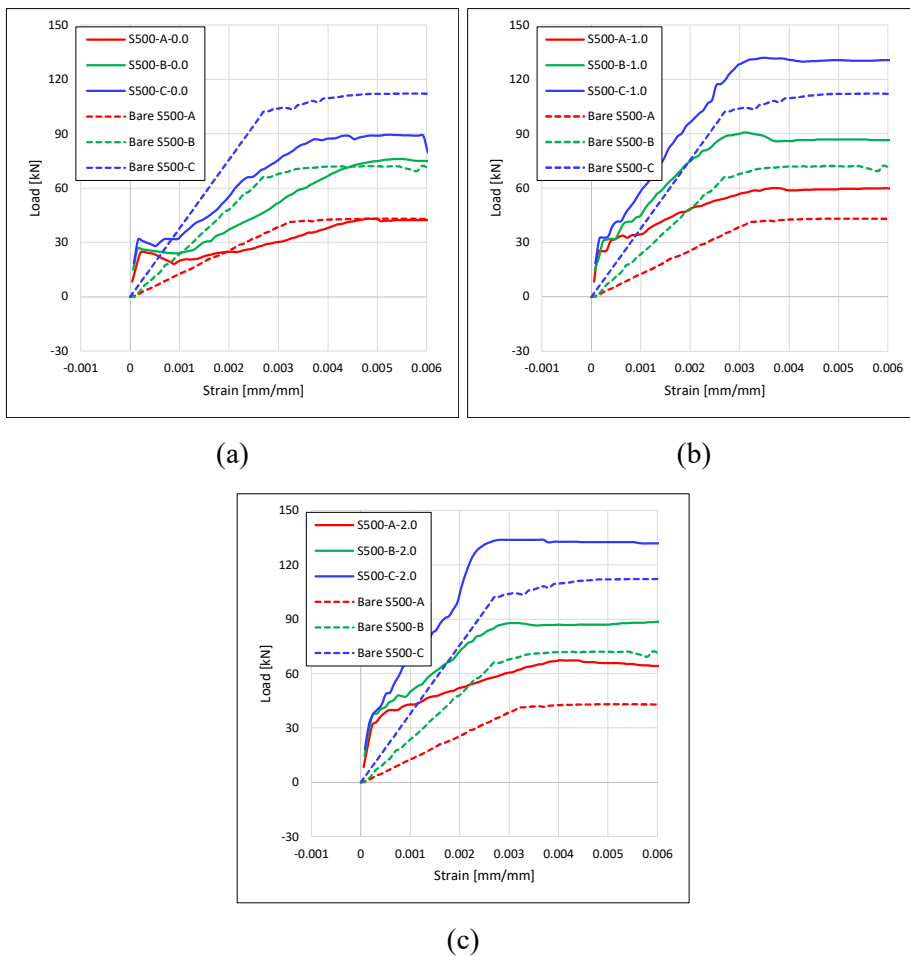 150
120
90
60
30
0
-30
Load [kN]
S500-A-0.0
S500-B-0.0
S500-C-0.0
Bare S500-A
Bare S500-B
Bare S500-C
-0.001 0 0.001 0.002 0.003 0.004 0.005 0.006
Strain [mm/mm]
(a)
150
120
90
60
30
0
-30
Load [kN]
S500-A-1.0
S500-B-1.0
S500-C-1.0
Bare S500-A
Bare S500-B
Bare S500-C
-0.001 0 0.001 0.002 0.003 0.004 0.005 0.006
Strain [mm/mm]
(b)
150
120
90
60
30
0
-30
Load [kN]
S500-A-2.0
S500-B-2.0
S500-C-2.0
Bare S500-A
Bare S500-B
Bare S500-C
-0.001 0 0.001 0.002 0.003 0.004 0.005 0.006
Strain [mm/mm]
(c)